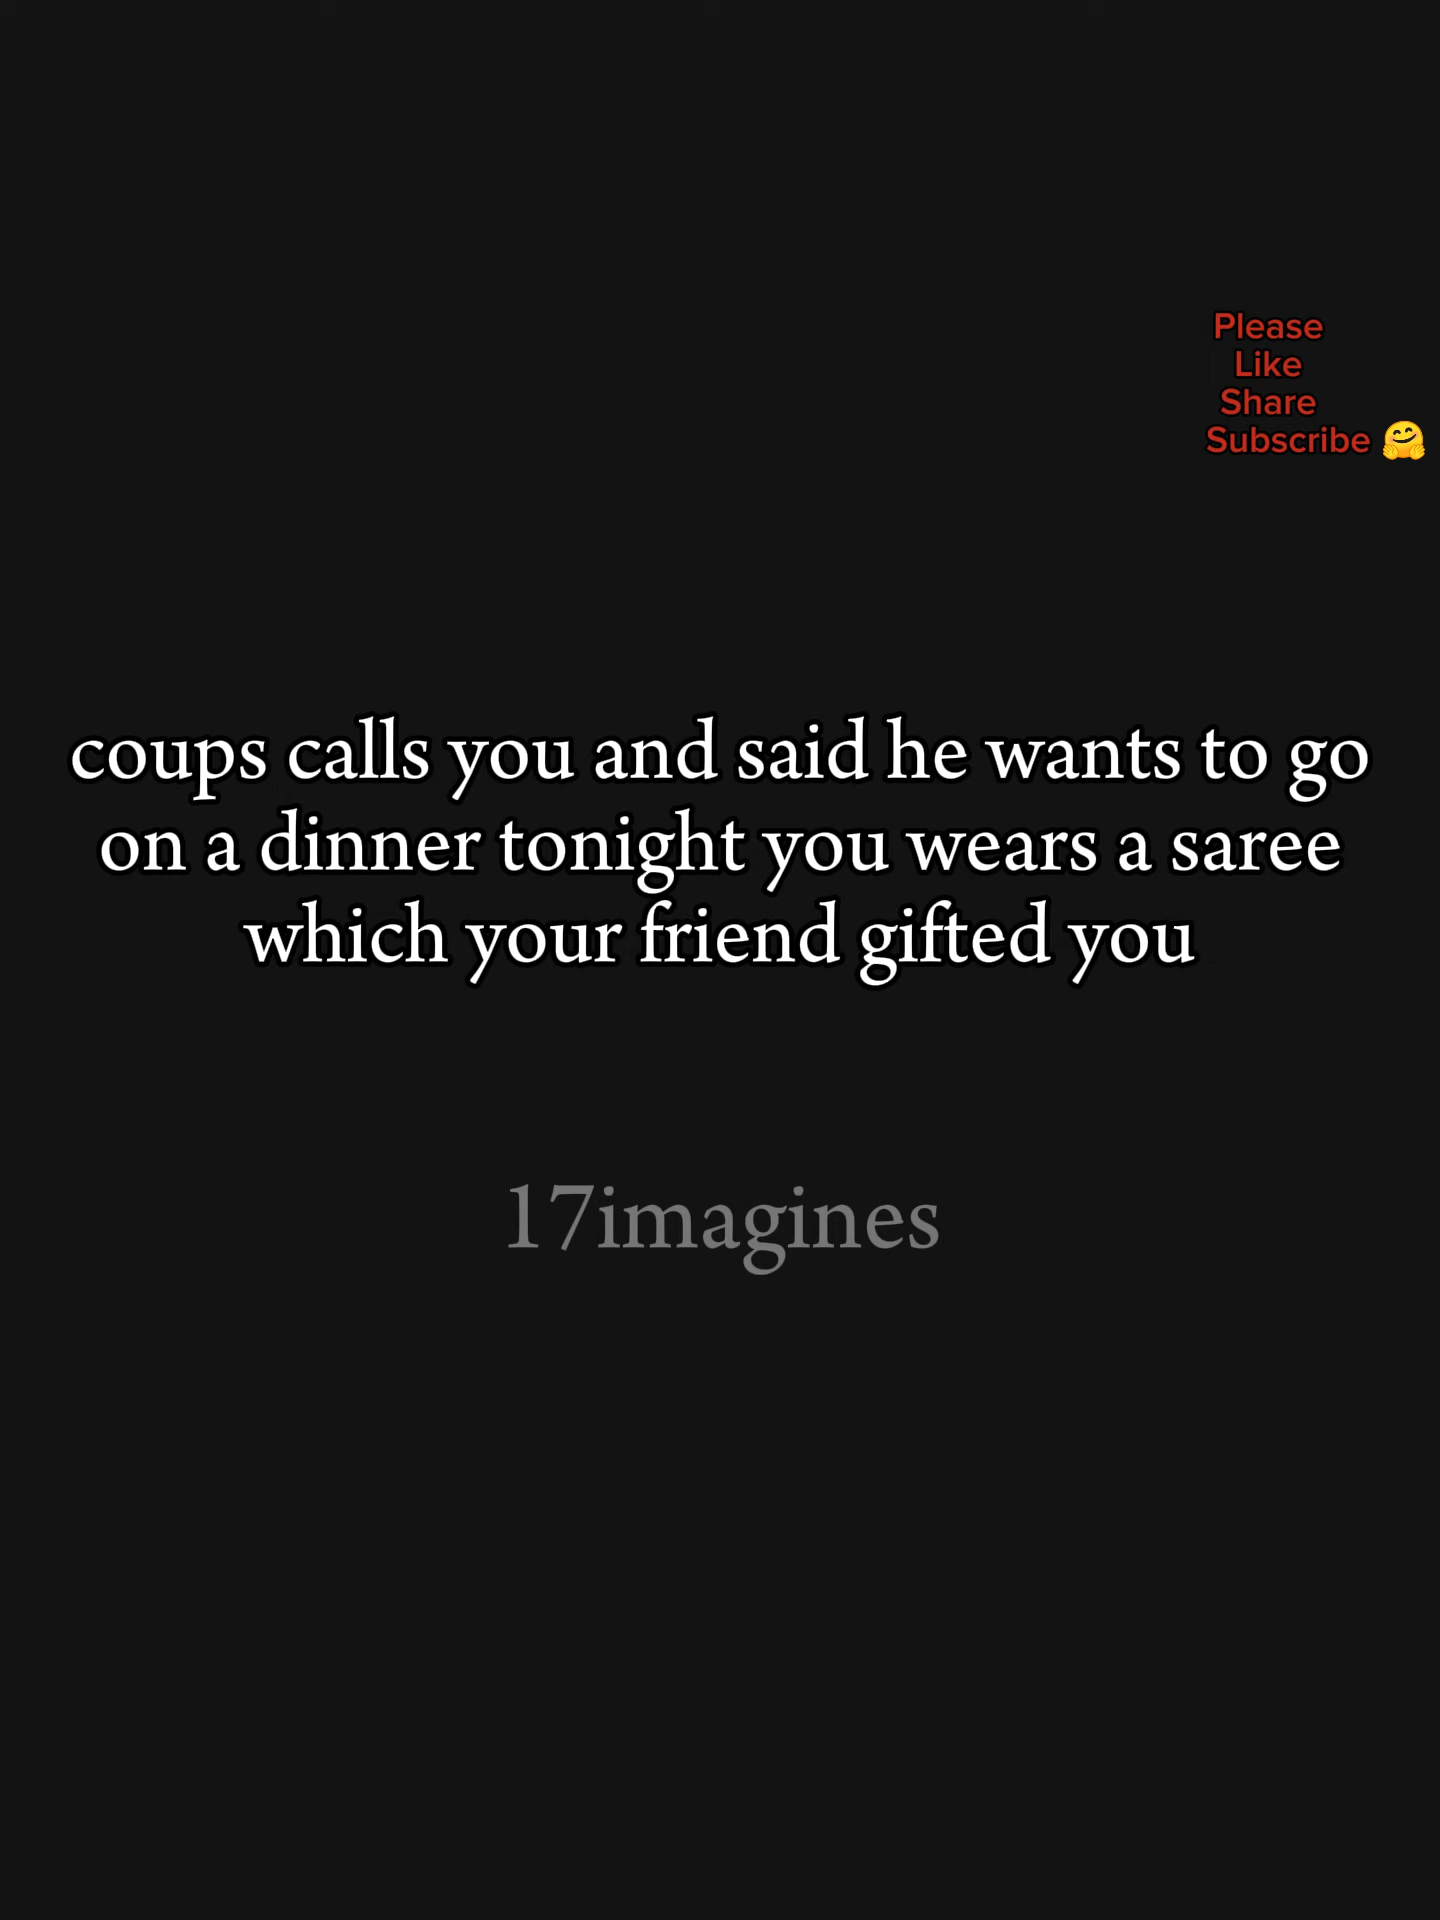 Please
Like
Share
Subscribe 🤗
coups calls you and said he wants to go
on a dinner tonight you wears a saree
which your friend gifted you
17imagines